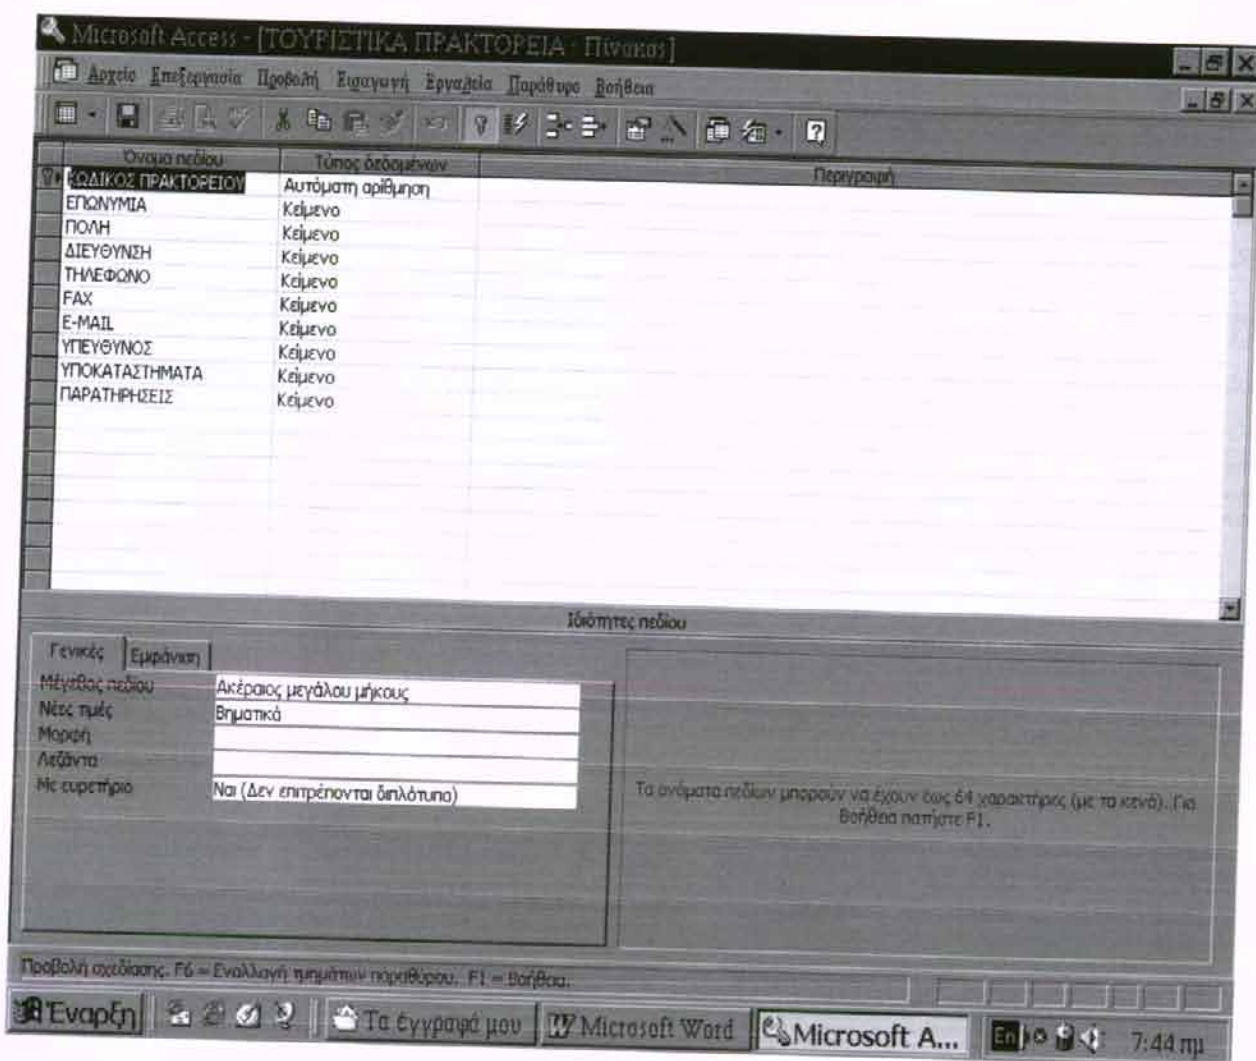 Microsoft Access - [ΤΟΥΡΙΣΤΙΚΑ ΠΡΑΚΤΟΡΕΙΑ : Πίνακας]
Αρχείο Επεξεργασία Προβολή Εισαγωγή Εργαλεία Παράθυρο Βοήθεια
Όνομα πεδίου Τύπος δεδομένων Περιγραφή
ΚΩΔΙΚΟΣ ΠΡΑΚΤΟΡΕΙΟΥ Αυτόματη αρίθμηση
ΕΠΩΝΥΜΙΑ Κείμενο
ΠΟΛΗ Κείμενο
ΔΙΕΥΘΥΝΣΗ Κείμενο
ΤΗΛΕΦΩΝΟ Κείμενο
FAX Κείμενο
E-MAIL Κείμενο
ΥΠΕΥΘΥΝΟΣ Κείμενο
ΥΠΟΚΑΤΑΣΤΗΜΑΤΑ Κείμενο
ΠΑΡΑΤΗΡΗΣΕΙΣ Κείμενο
Ιδιότητες πεδίου
Γενικές Εμφάνιση
Μέγεθος πεδίου Ακέραιος μεγάλου μήκους
Νέες τιμές Βηματικά
Μορφή
Λεζάντα
Με ευρετήριο Ναι (Δεν επιτρέπονται διπλότυπα)
Τα ονόματα πεδίων μπορούν να έχουν έως 64 χαρακτήρες (με τα κενά). Για
βοήθεια πατήστε F1.
Προβολή σχεδίασης. F6 = Εναλλαγή τμημάτων παραθύρου. F1 = Βοήθεια.
Έναρξη Τα έγγραφά μου Microsoft Word Microsoft A... En 7:44 πμ